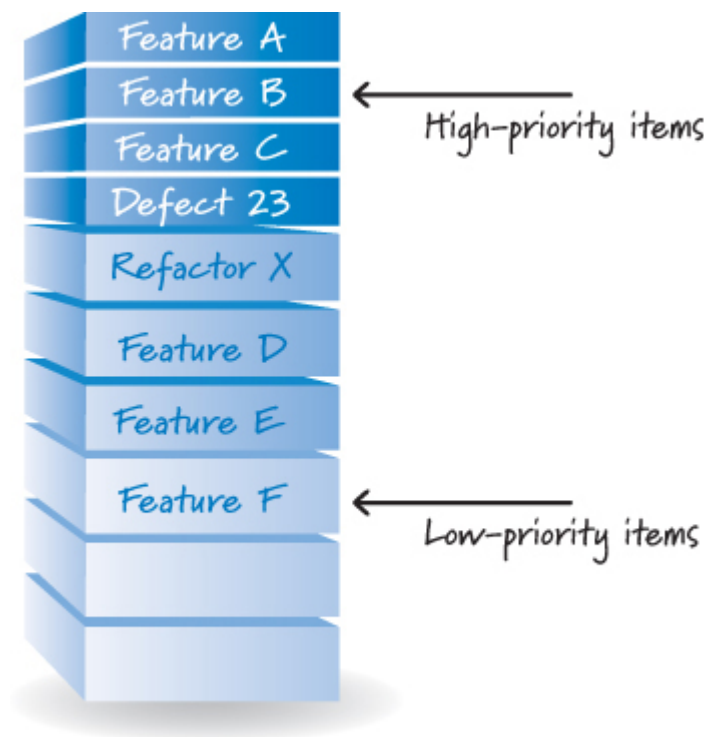 Feature A
Feature B
High-priority items
Feature C
Defect 23
Refactor X
Feature D
Feature E
Feature F
Low-priority items